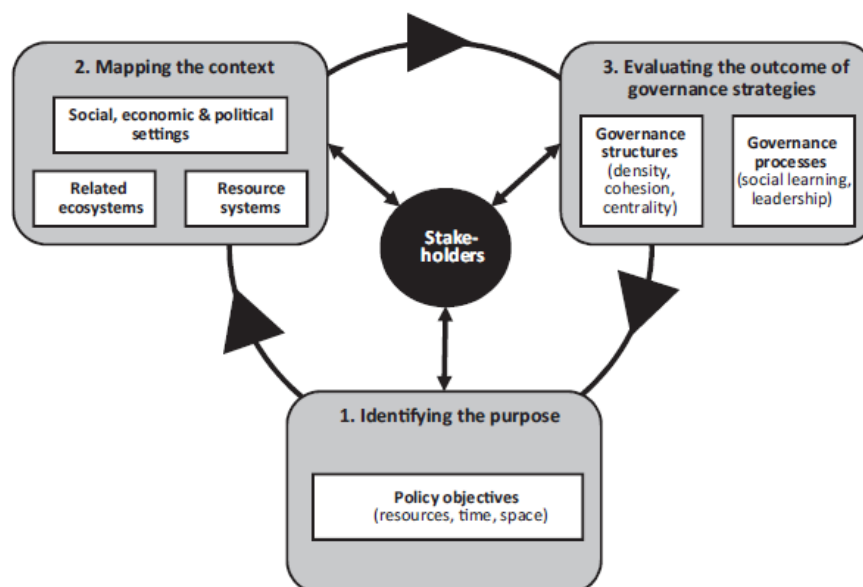 2. Mapping the context
Social, economic & political
settings
Related
ecosystems
Resource
systems
3. Evaluating the outcome of
governance strategies
Governance
structures
(density,
cohesion,
centrality)
Governance
processes
(social learning,
leadership)
Stake-
holders
1. Identifying the purpose
Policy objectives
(resources, time, space)